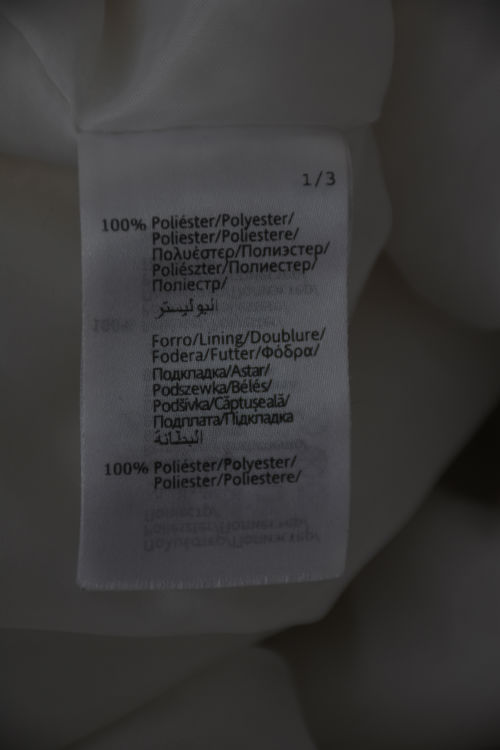 1/3
100% Poliéster/Polyester/
Poliester/Poliestere/
Πολυέστερ/Полиэстер/
Poliészter/Полиестер/
Поліестр/
البوليستر
Forro/Lining/Doublure/
Fodera/Futter/Φόδρα/
Подкладка/Astar/
Podszewka/Bélés/
Podšívka/Căptușeală/
Подплата/Підкладка
البطانة
100% Poliéster/Polyester/
Poliester/Poliestere/